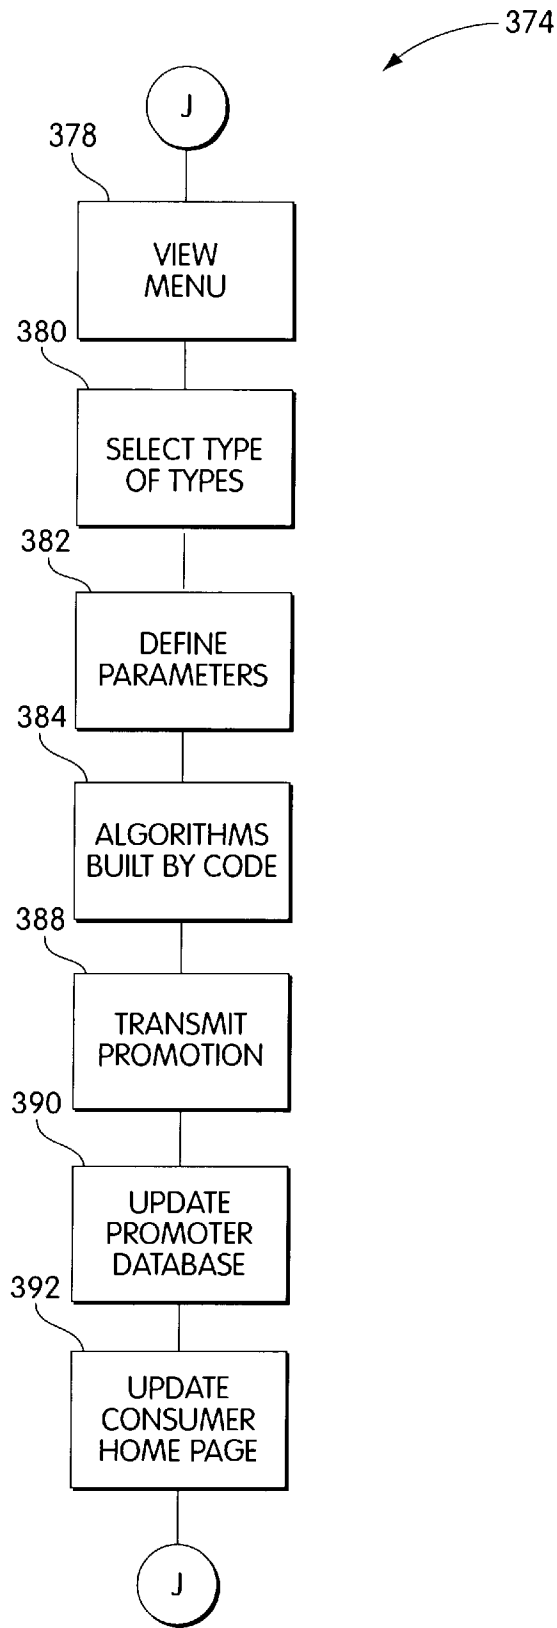 374
J
378
VIEW
MENU
380
SELECT TYPE
OF TYPES
382
DEFINE
PARAMETERS
384
ALGORITHMS
BUILT BY CODE
388
TRANSMIT
PROMOTION
390
UPDATE
PROMOTER
DATABASE
392
UPDATE
CONSUMER
HOME PAGE
J